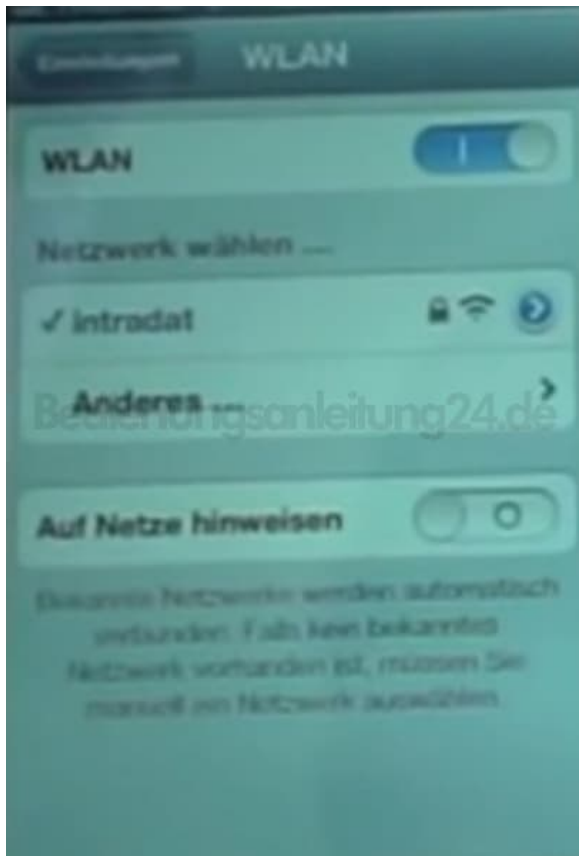 Einstellungen
WLAN
WLAN
Netzwerk wählen ...
✓ intradat
Anderes ...
Bedienungsanleitung24.de
Auf Netze hinweisen
Bekannte Netzwerke werden automatisch
verbunden. Falls kein bekanntes
Netzwerk vorhanden ist, müssen Sie
manuell ein Netzwerk auswählen.